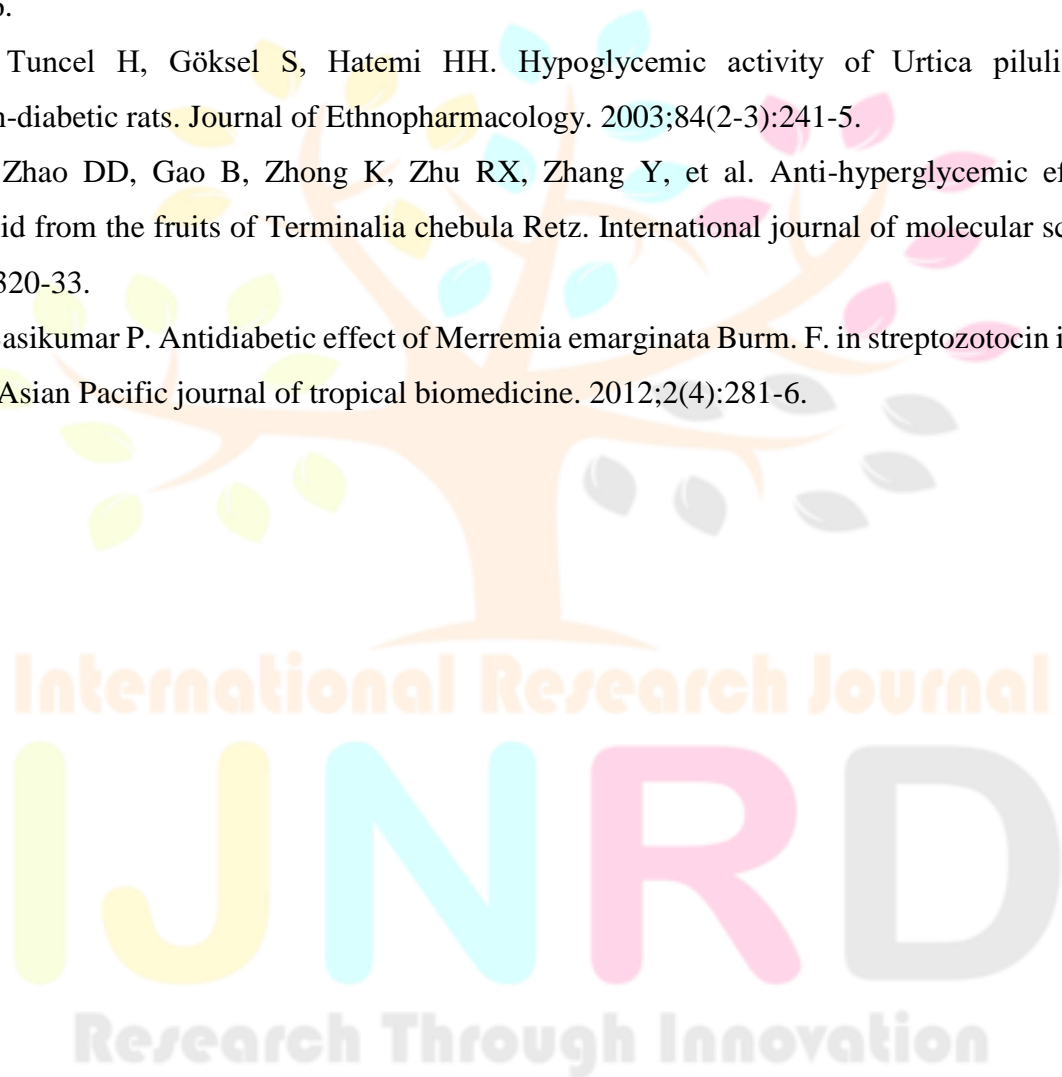 Tuncel H, Göksel S, Hatemi HH. Hypoglycemic activity of Urtica piluli
-diabetic rats. Journal of Ethnopharmacology. 2003;84(2-3):241-5.
Zhao DD, Gao B, Zhong K, Zhu RX, Zhang Y, et al. Anti-hyperglycemic ef
id from the fruits of Terminalia chebula Retz. International journal of molecular sc
320-33.
asikumar P. Antidiabetic effect of Merremia emarginata Burm. F. in streptozotocin i
Asian Pacific journal of tropical biomedicine. 2012;2(4):281-6.
International Research Journal
IJNRD
Research Through Innovation